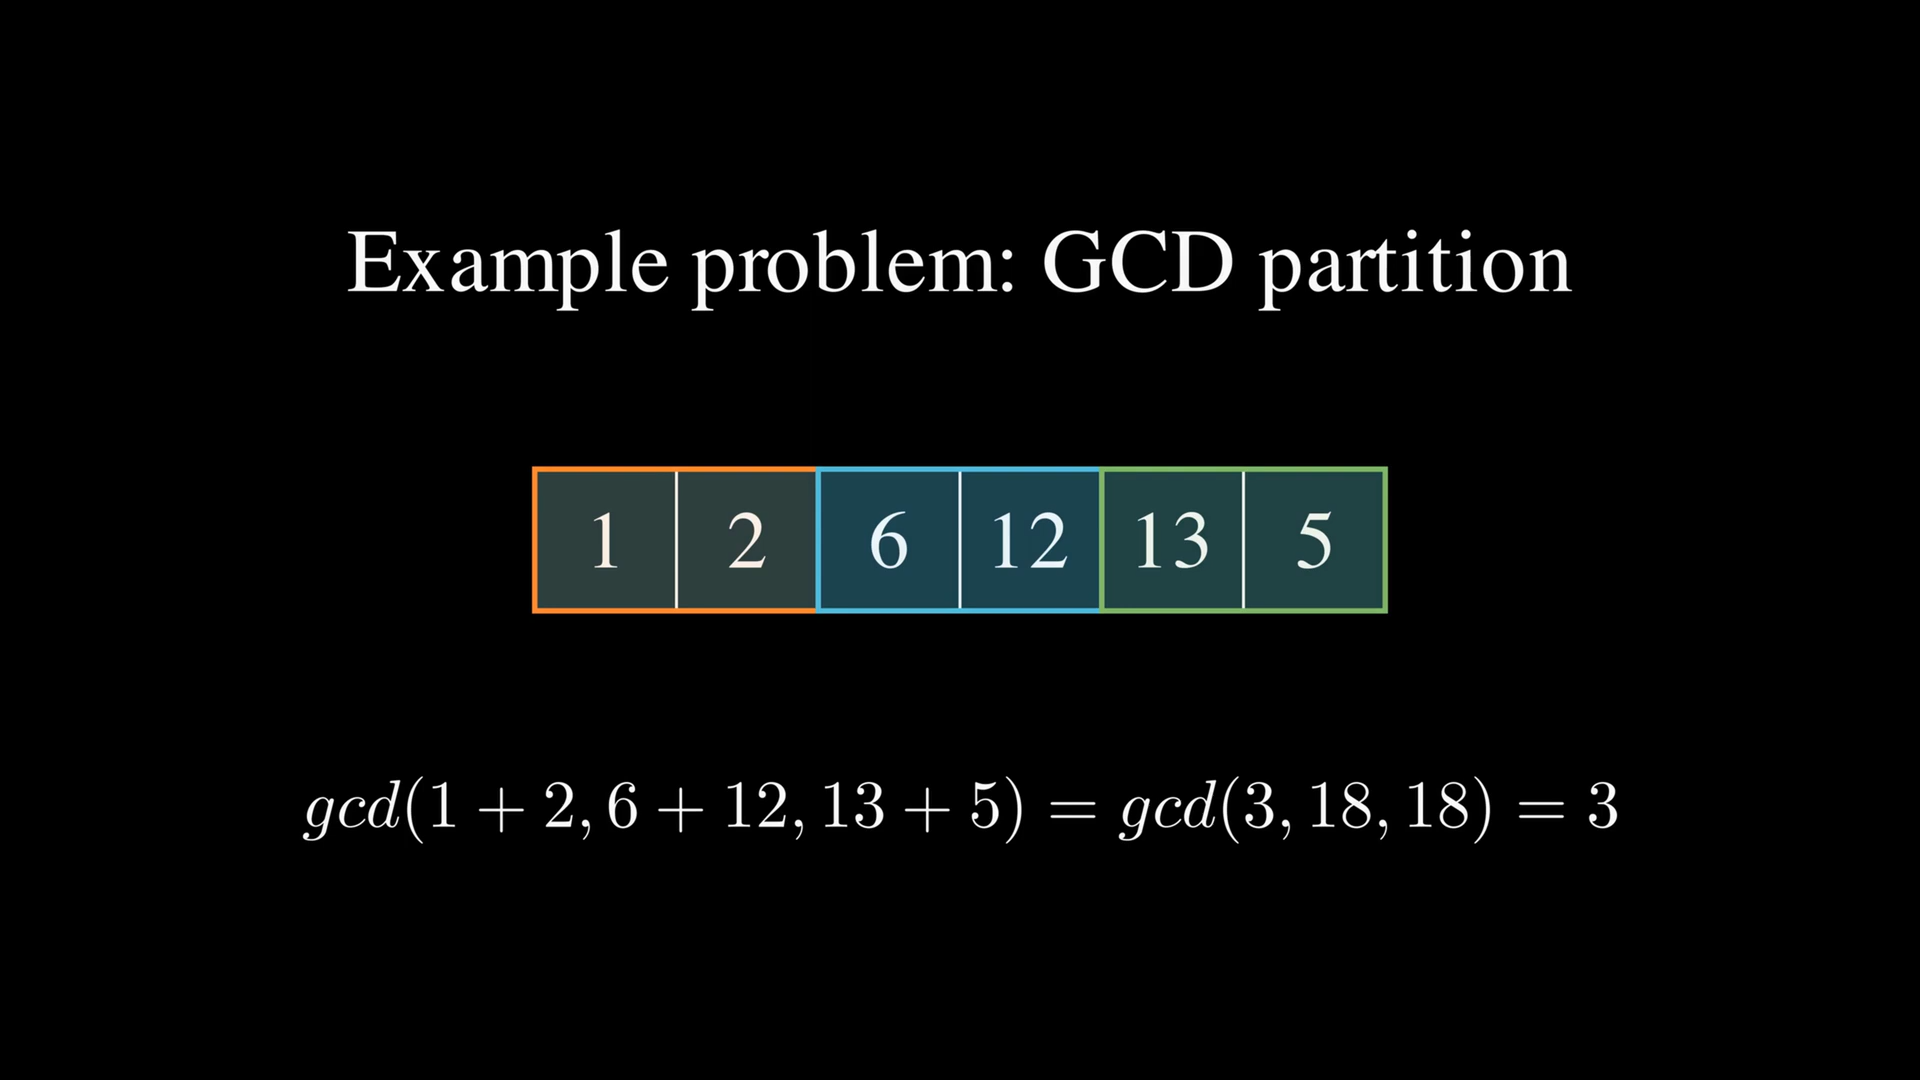 Example problem: GCD partition
1 2 6 12 13 5
gcd(1 + 2, 6 + 12, 13 + 5) = gcd(3, 18, 18) = 3